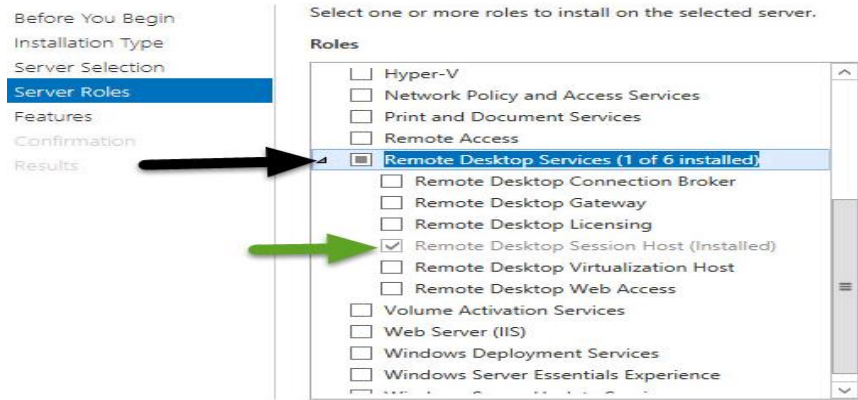 Before You Begin
Installation Type
Server Selection
Server Roles
Features
Confirmation
Results
Select one or more roles to install on the selected server.
Roles
Hyper-V
Network Policy and Access Services
Print and Document Services
Remote Access
Remote Desktop Services (1 of 6 installed)
Remote Desktop Connection Broker
Remote Desktop Gateway
Remote Desktop Licensing
Remote Desktop Session Host (Installed)
Remote Desktop Virtualization Host
Remote Desktop Web Access
Volume Activation Services
Web Server (IIS)
Windows Deployment Services
Windows Server Essentials Experience